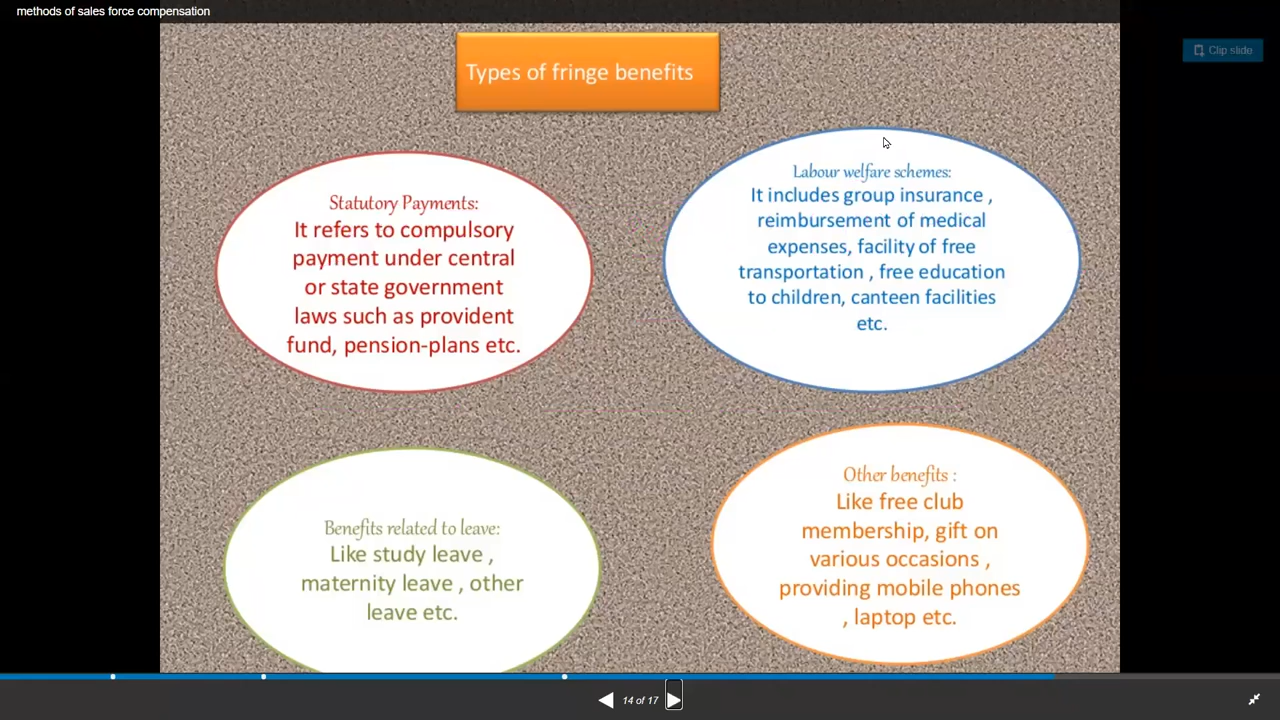 methods of sales force compensation
Clip slide
Types of fringe benefits
Statutory Payments:
It refers to compulsory
payment under central
or state government
laws such as provident
fund, pension-plans etc.
Labour welfare schemes:
It includes group insurance ,
reimbursement of medical
expenses, facility of free
transportation , free education
to children, canteen facilities
etc.
Benefits related to leave:
Like study leave ,
maternity leave , other
leave etc.
Other benefits :
Like free club
membership, gift on
various occasions ,
providing mobile phones
, laptop etc.
14 of 17